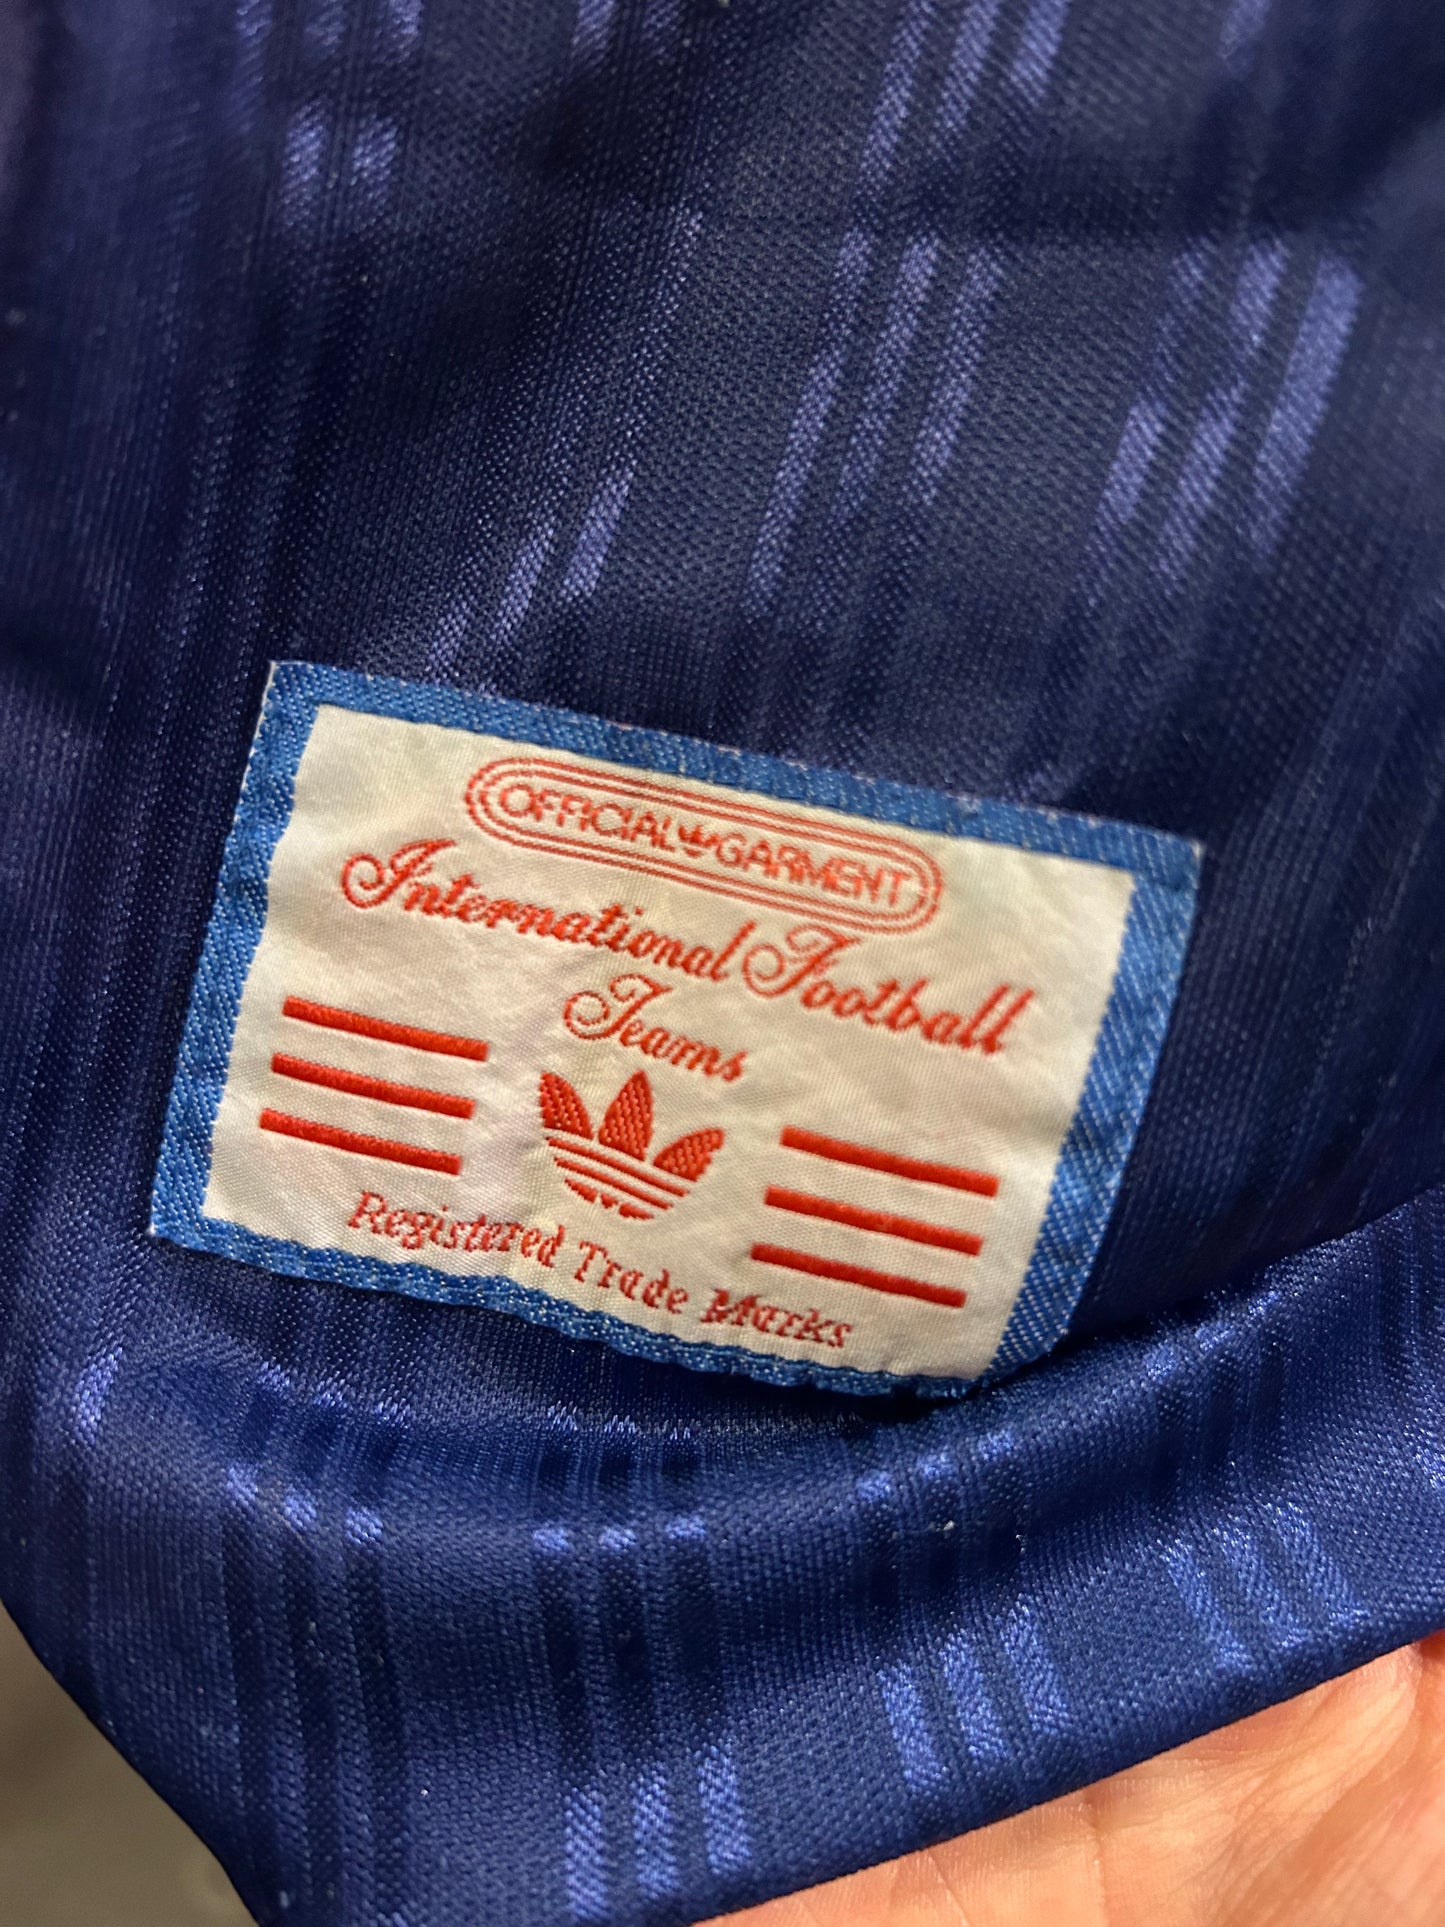 OFFICIAL GARMENT
International Football
Teams
Registered Trade Marks